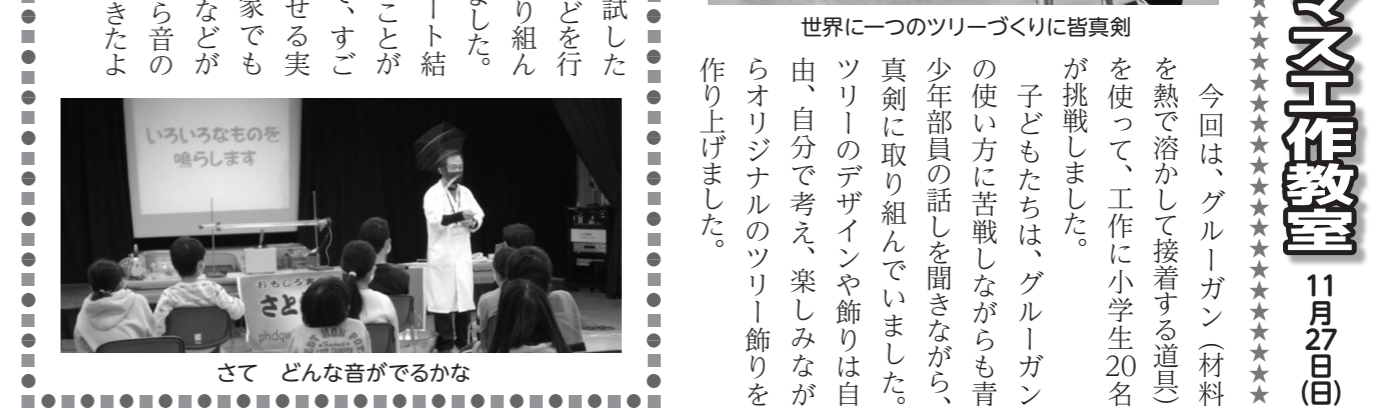 マス工作教室
11月27日(日)
世界に一つのツリーづくりに皆真剣
今回は、グルーガン（材料
を熱で溶かして接着する道具）
を使って、工作に小学生20名
が挑戦しました。
子どもたちは、グルーガン
の使い方に苦戦しながらも青
少年部員の話しを聞きながら、
真剣に取り組んでいました。
ツリーのデザインや飾りは自
由、自分で考え、楽しみなが
らオリジナルのツリー飾りを
作り上げました。
試した
どを行
り組ん
ました。
ート結
ことが
、すご
せる実
家でも
などが
ら音の
きたよ
いろいろなものを
鳴らします
おもしろ
さと
phdq
さて　どんな音がでるかな